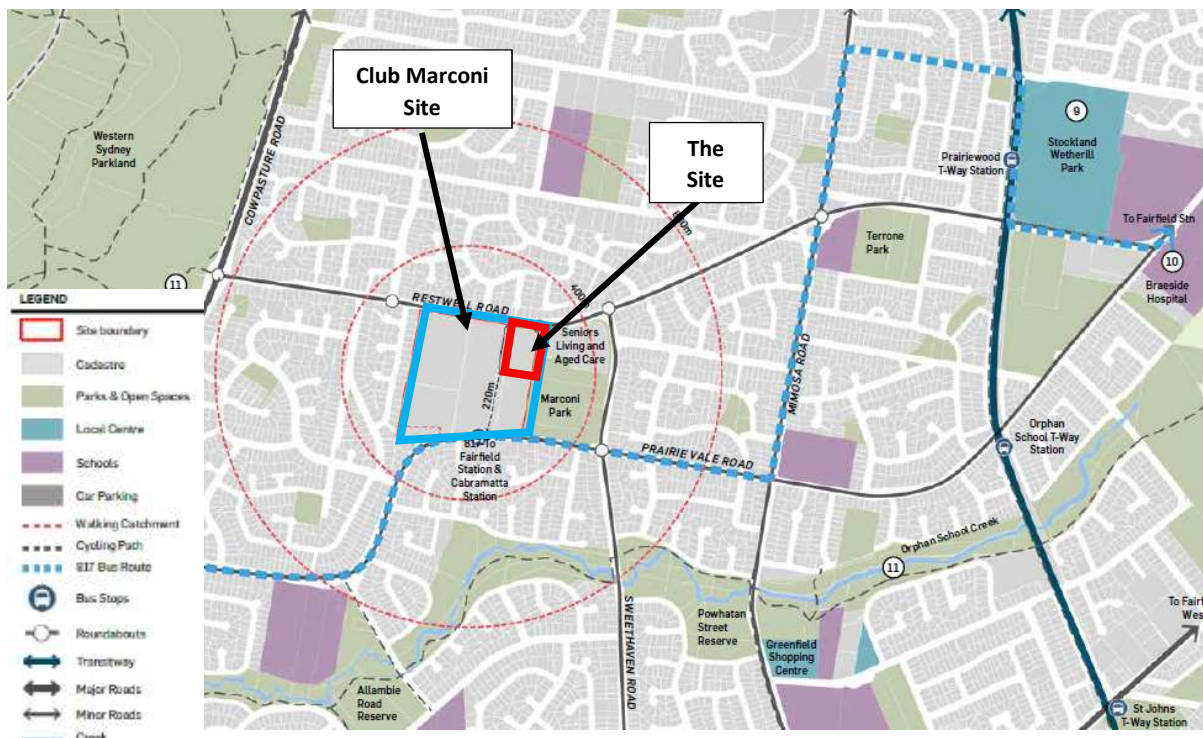 Club Marconi
Site
The
Site
Western
Sydney
Parkland
COWPASTURE ROAD
11
RESTWELL ROAD
400m
Seniors
Living and
Aged Care
Marconi
Park
220m
817 To
Fairfield
Station &
Cabramatta
Station
PRAIRIE VALE ROAD
MIMOSA ROAD
Terrone
Park
Prairiewood
T-Way Station
9
Stockland
Wetherill
Park
To Fairfield Stn
10
Braeside
Hospital
Orphan
School T-Way
Station
Orphan School Creek
11
SWEETHAVEN ROAD
Powhatan
Street
Reserve
Greenfield
Shopping
Centre
Allambie
Road
Reserve
To Fairf
Wes
St Johns
T-Way Station
LEGEND
Site boundary
Cadastre
Parks & Open Spaces
Local Centre
Schools
Car Parking
Walking Catchment
Cycling Path
817 Bus Route
Bus Stops
Roundabouts
Transitway
Major Roads
Minor Roads
Creek